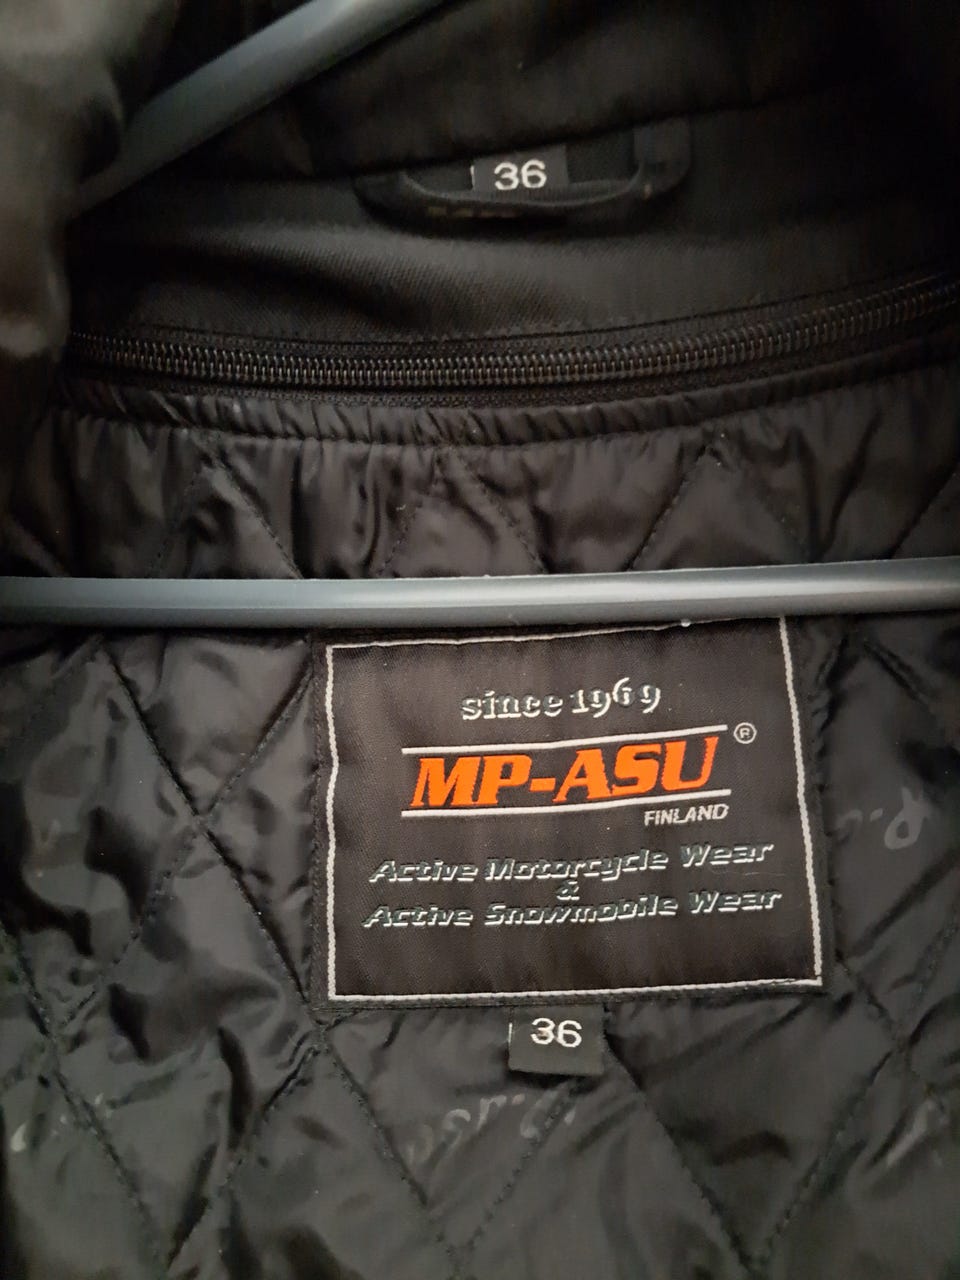 36
since 1969
MP-ASU®
FINLAND
Active Motorcycle Wear
&
Active Snowmobile Wear
36